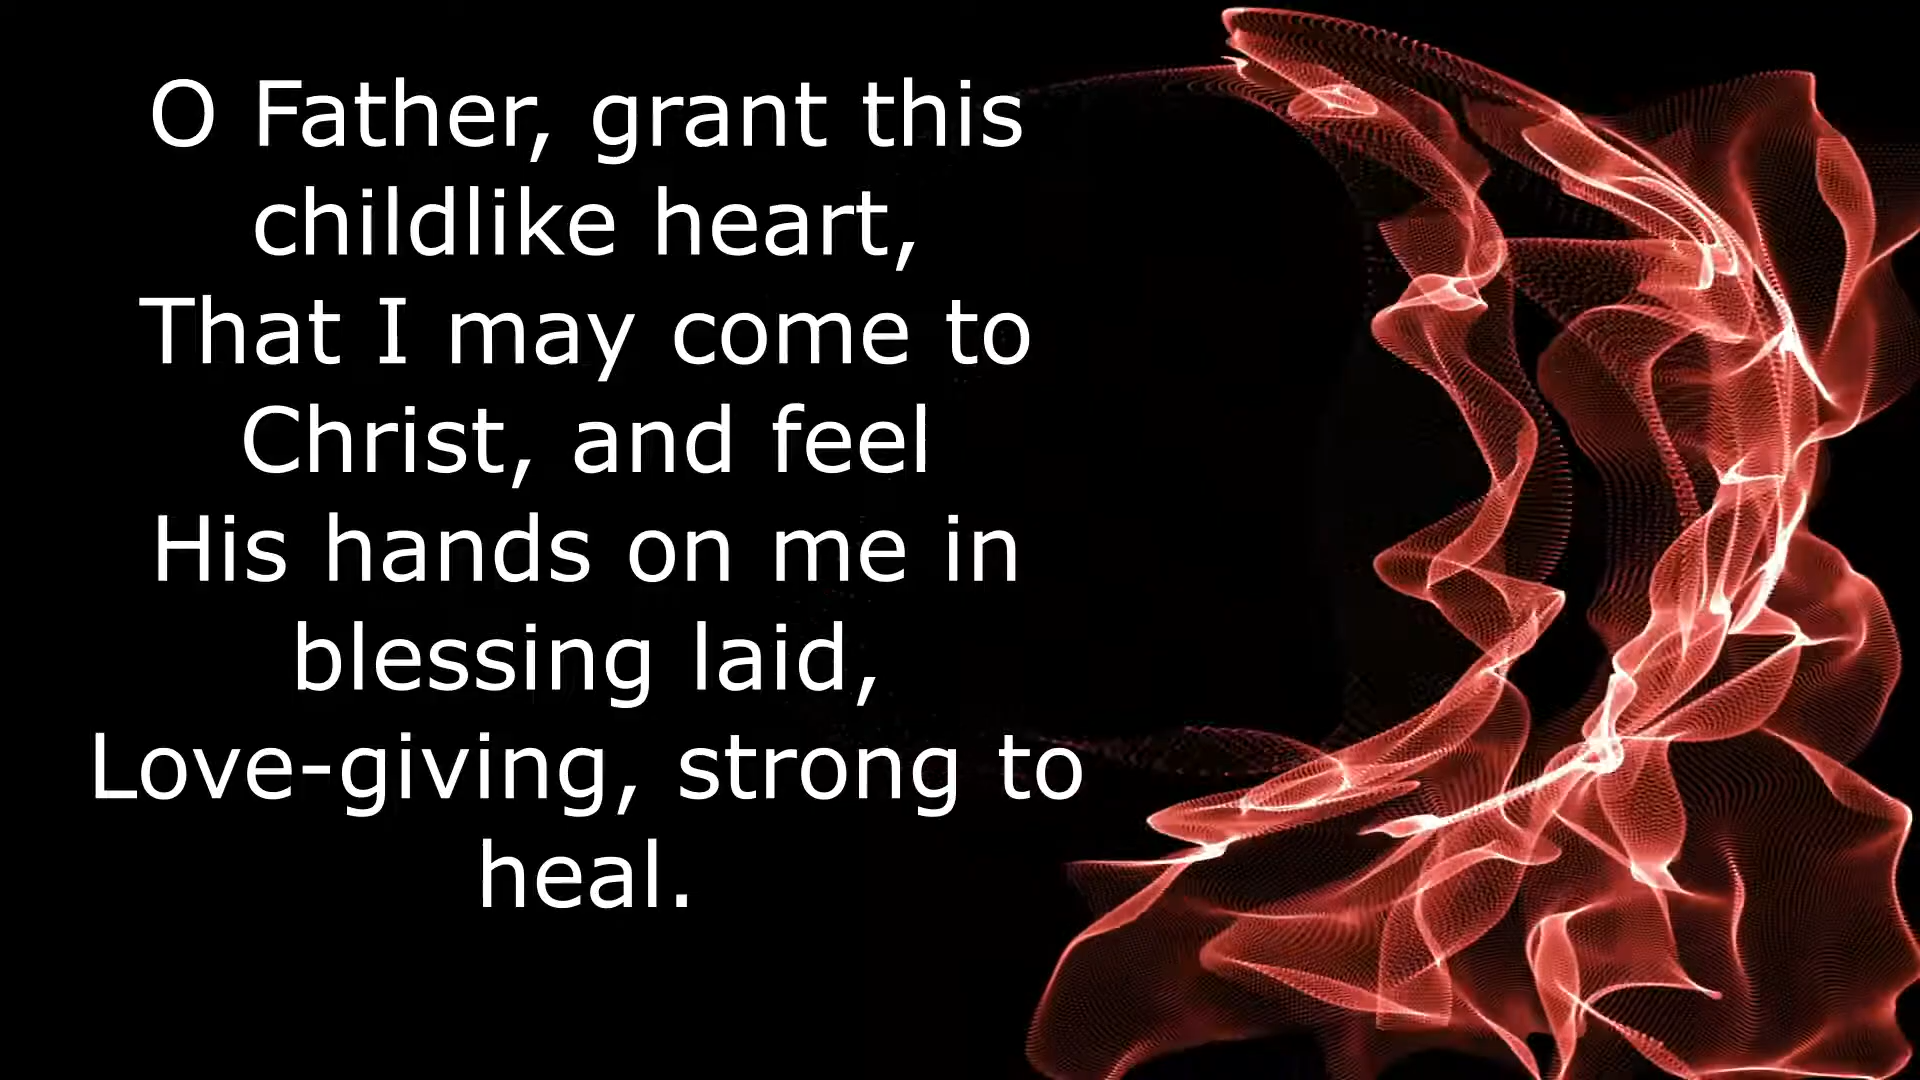 O Father, grant this
childlike heart,
That I may come to
Christ, and feel
His hands on me in
blessing laid,
Love-giving, strong to
heal.